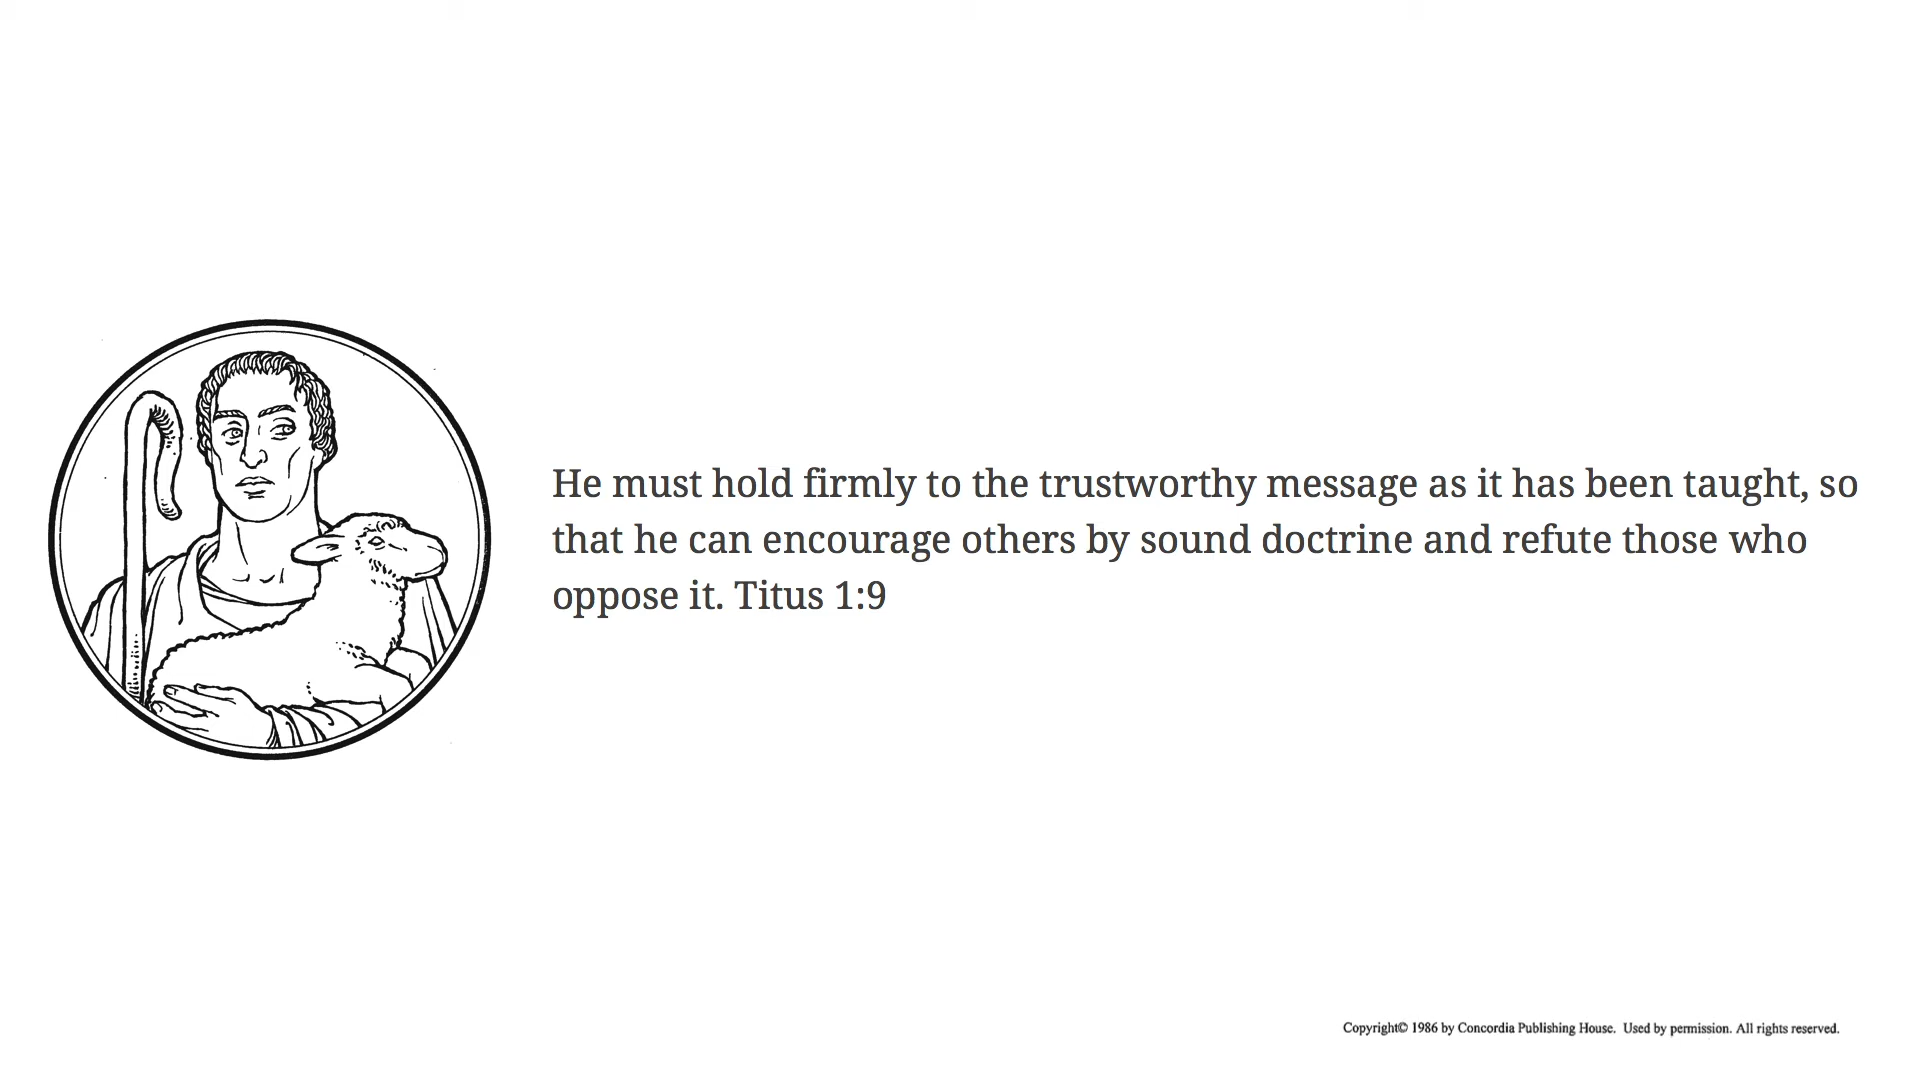 He must hold firmly to the trustworthy message as it has been taught, so
that he can encourage others by sound doctrine and refute those who
oppose it. Titus 1:9
Copyright© 1986 by Concordia Publishing House. Used by permission. All rights reserved.